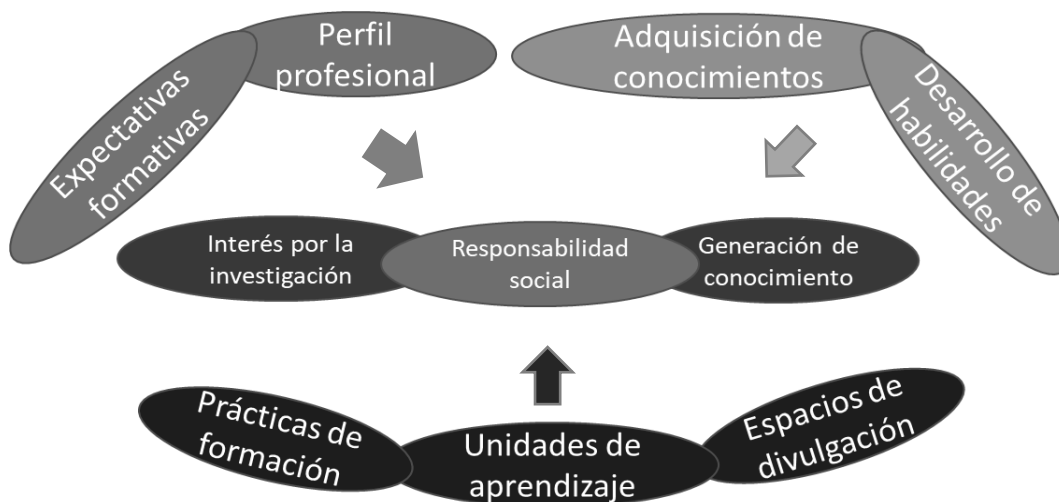 Perfil
profesional
Adquisición de
conocimientos
Expectativas
formativas
Desarrollo de
habilidades
Interés por la
investigación
Responsabilidad
social
Generación de
conocimiento
Prácticas de
formación
Unidades de
aprendizaje
Espacios de
divulgación